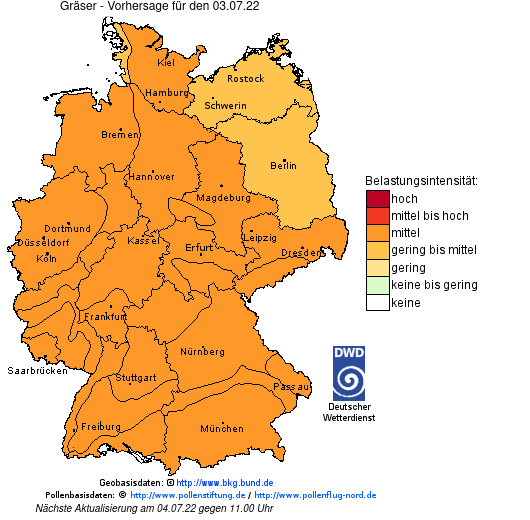 Gräser - Vorhersage für den 03.07.22
Kiel
Rostock
Hamburg
Schwerin
Bremen
Berlin
Hannover
Magdeburg
Dortmund
Düsseldorf
Köln
Kassel
Erfurt
Leipzig
Dresden
Frankfurt
Saarbrücken
Nürnberg
Stuttgart
Passau
Freiburg
München
Belastungsintensität:
hoch
mittel bis hoch
mittel
gering bis mittel
gering
keine bis gering
keine
DWD
Deutscher
Wetterdienst
Geobasisdaten: © http://www.bkg.bund.de
Pollenbasisdaten: © http://www.pollenstiftung.de / http://www.pollenflug-nord.de
Nächste Aktualisierung am 04.07.22 gegen 11.00 Uhr